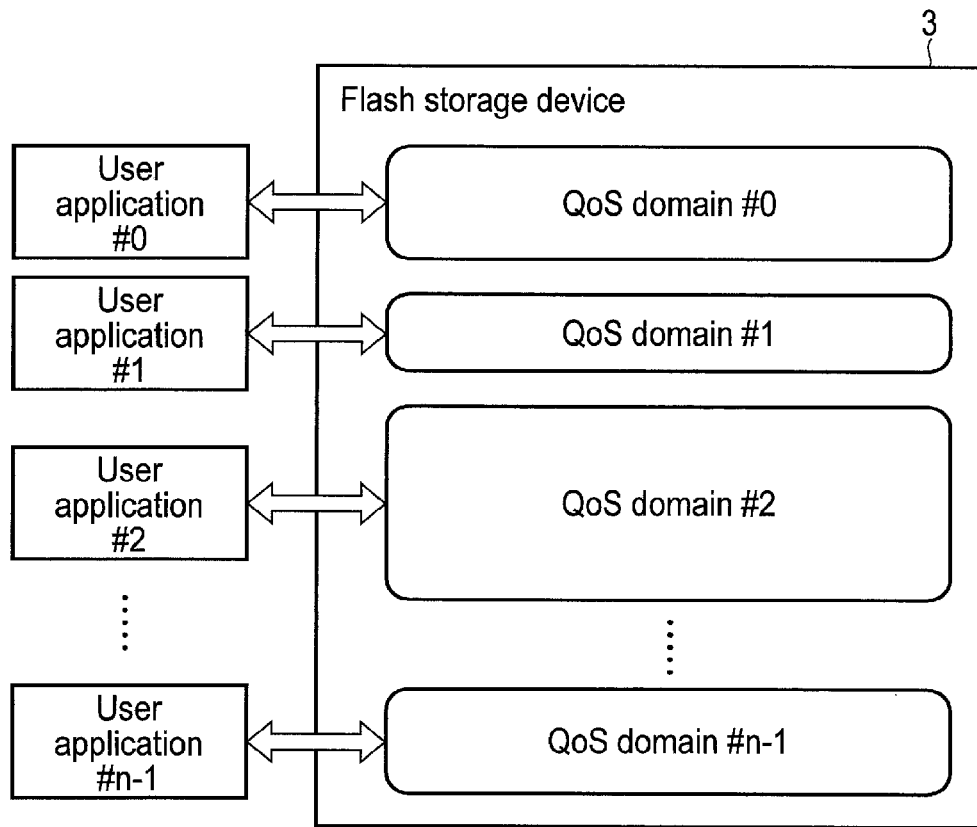 3
Flash storage device
User
application
#0
QoS domain #0
User
application
#1
QoS domain #1
User
application
#2
QoS domain #2
User
application
#n-1
QoS domain #n-1